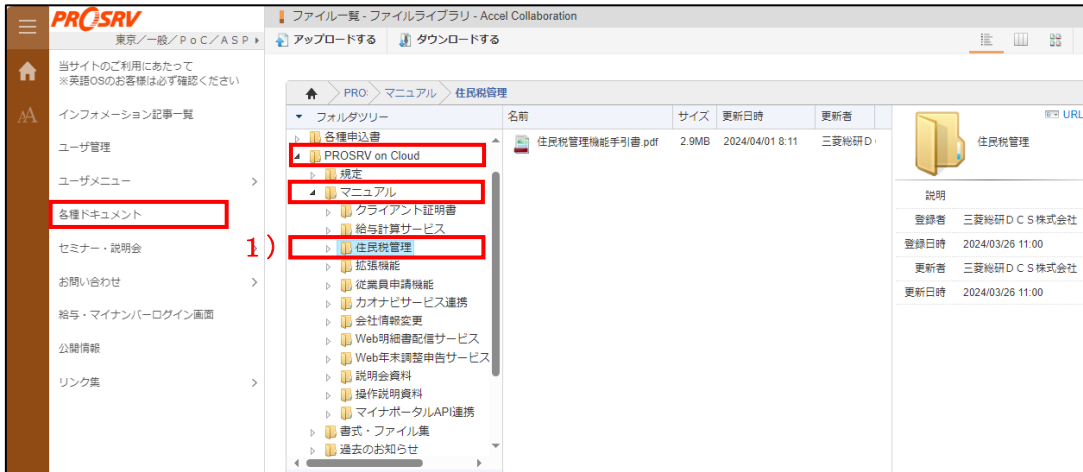 PROSRV
東京／一般／ＰｏＣ／ＡＳＰ
ファイル一覧 - ファイルライブラリ - Accel Collaboration
アップロードする
ダウンロードする
当サイトのご利用にあたって
※英語OSのお客様は必ず確認ください
インフォメーション記事一覧
ユーザ管理
ユーザメニュー
各種ドキュメント
セミナー・説明会
お問い合わせ
給与・マイナンバーログイン画面
公開情報
リンク集
AA
1)
PRO
マニュアル
住民税管理
フォルダツリー
各種申込書
PROSRV on Cloud
規定
マニュアル
クライアント証明書
給与計算サービス
住民税管理
拡張機能
従業員申請機能
カオナビサービス連携
会社情報変更
Web明細書配信サービス
Web年末調整申告サービス
説明会資料
操作説明資料
マイナポータルAPI連携
書式・ファイル集
過去のお知らせ
名前 サイズ 更新日時 更新者
住民税管理機能手引書.pdf 2.9MB 2024/04/01 8:11 三菱総研D
URL
住民税管理
説明
登録者 三菱総研ＤＣＳ株式会社
登録日時 2024/03/26 11:00
更新者 三菱総研ＤＣＳ株式会社
更新日時 2024/03/26 11:00